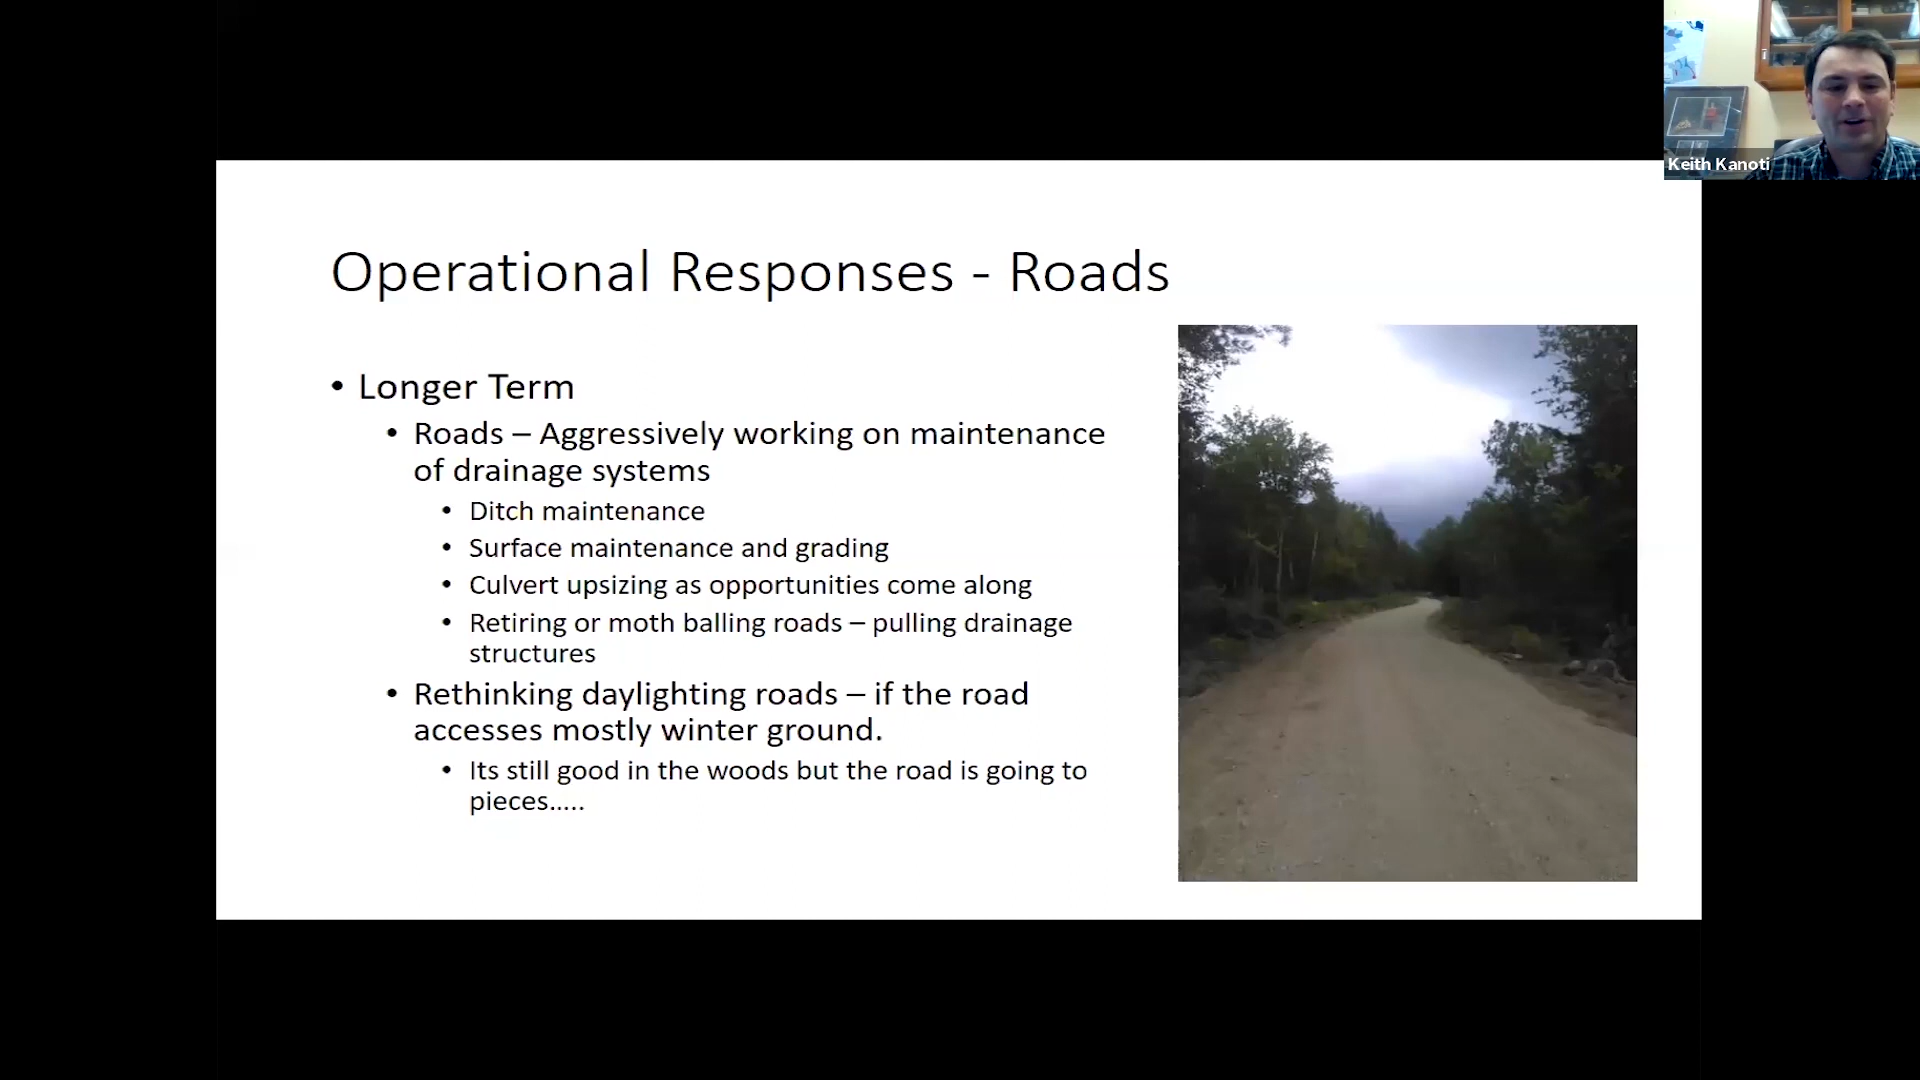 Keith Kanoti
Operational Responses - Roads
• Longer Term
• Roads – Aggressively working on maintenance
of drainage systems
• Ditch maintenance
• Surface maintenance and grading
• Culvert upsizing as opportunities come along
• Retiring or moth balling roads – pulling drainage
structures
• Rethinking daylighting roads – if the road
accesses mostly winter ground.
• Its still good in the woods but the road is going to
pieces.....